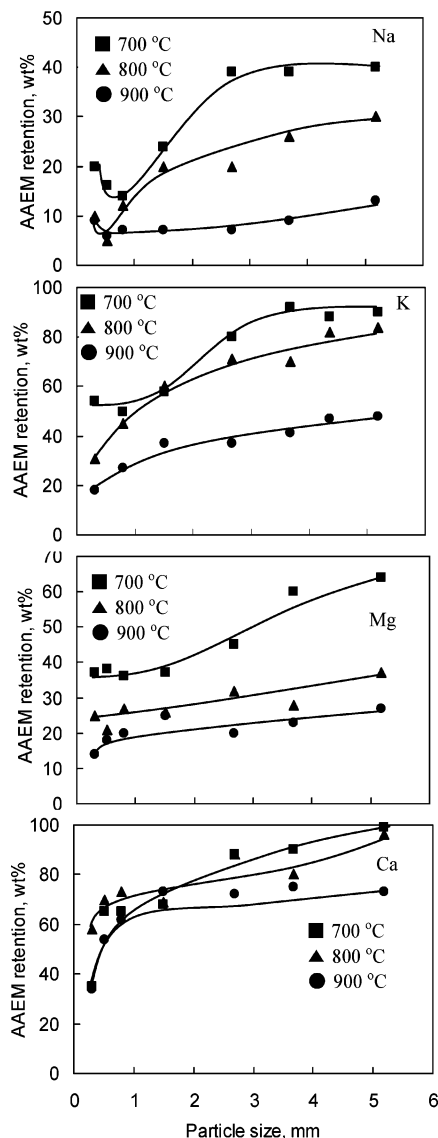 50
40
30
20
10
0
AAEM retention, wt%
700 °C
800 °C
900 °C
Na
100
80
60
40
20
0
AAEM retention, wt%
700 °C
800 °C
900 °C
K
70
60
50
40
30
20
10
0
AAEM retention, wt%
700 °C
800 °C
900 °C
Mg
100
80
60
40
20
0
AAEM retention, wt%
Ca
700 °C
800 °C
900 °C
0 1 2 3 4 5 6
Particle size, mm